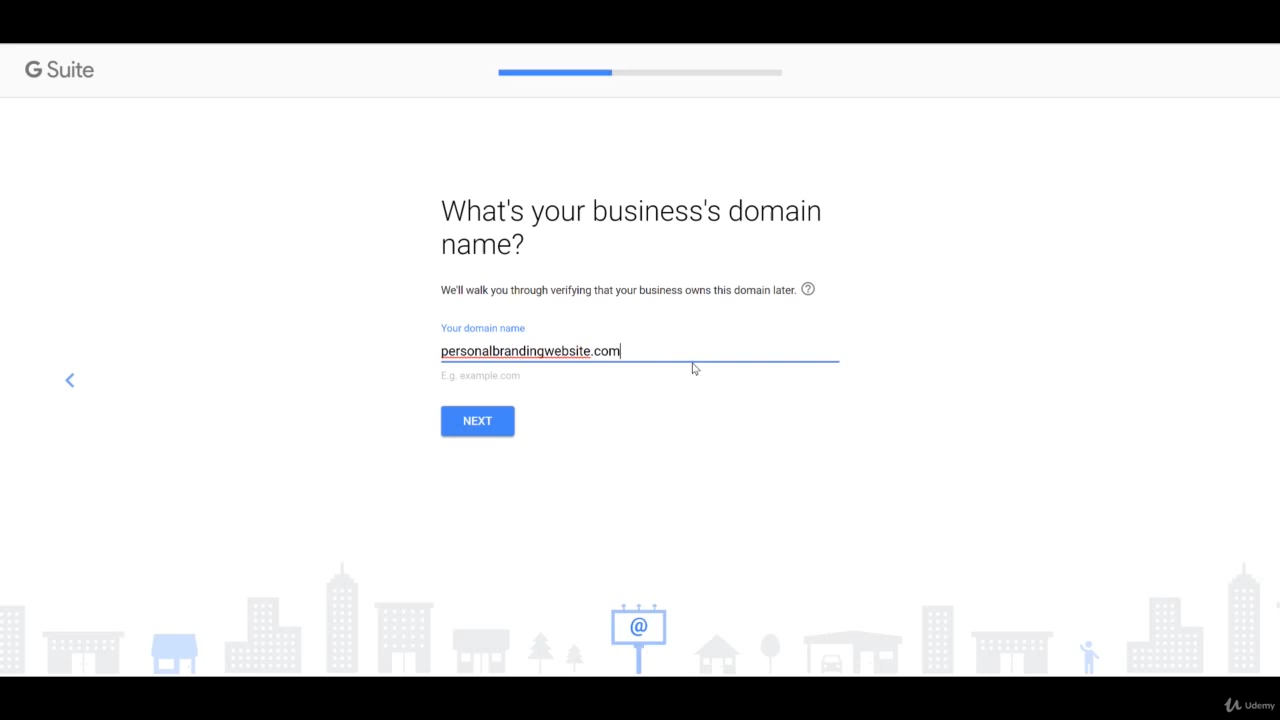 G Suite
What's your business's domain
name?
We'll walk you through verifying that your business owns this domain later. ?
Your domain name
personalbrandingwebsite.com
E.g. example.com
NEXT
@
Udemy